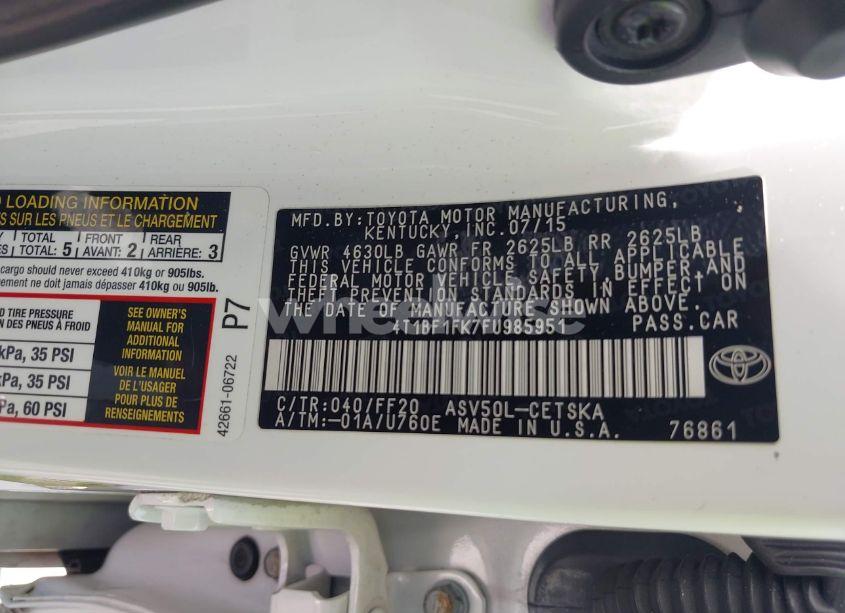 LOADING INFORMATION
SUR LES PNEUS ET LE CHARGEMENT
TOTAL FRONT REAR
TOTAL: 5 AVANT: 2 ARRIÈRE: 3
cargo should never exceed 410kg or 905lbs.
ne doit jamais dépasser 410kg or 905lb.
TIRE PRESSURE
DES PNEUS À FROID
kPa, 35 PSI
kPa, 35 PSI
kPa, 60 PSI
SEE OWNER'S
MANUAL FOR
ADDITIONAL
INFORMATION
VOIR LE MANUEL
DE L'USAGER
POUR PLUS DE
RENSEIGNEMENTS
P7
42661-06722
MFD.BY:TOYOTA MOTOR MANUFACTURING,
KENTUCKY,INC.07/15
GVWR 4630LB GAWR FR 2625LB RR 2625LB
THIS VEHICLE CONFORMS TO ALL APPLICABLE
FEDERAL MOTOR VEHICLE SAFETY, BUMPER,AND
THEFT PREVENTION STANDARDS IN EFFECT ON
THE DATE OF MANUFACTURE SHOWN ABOVE.
4T1BF1FK7FU985951 PASS.CAR
C/TR:040/FF20 ASV50L-CETSKA
A/TM:-01A/U760E MADE IN U.S.A. 76861